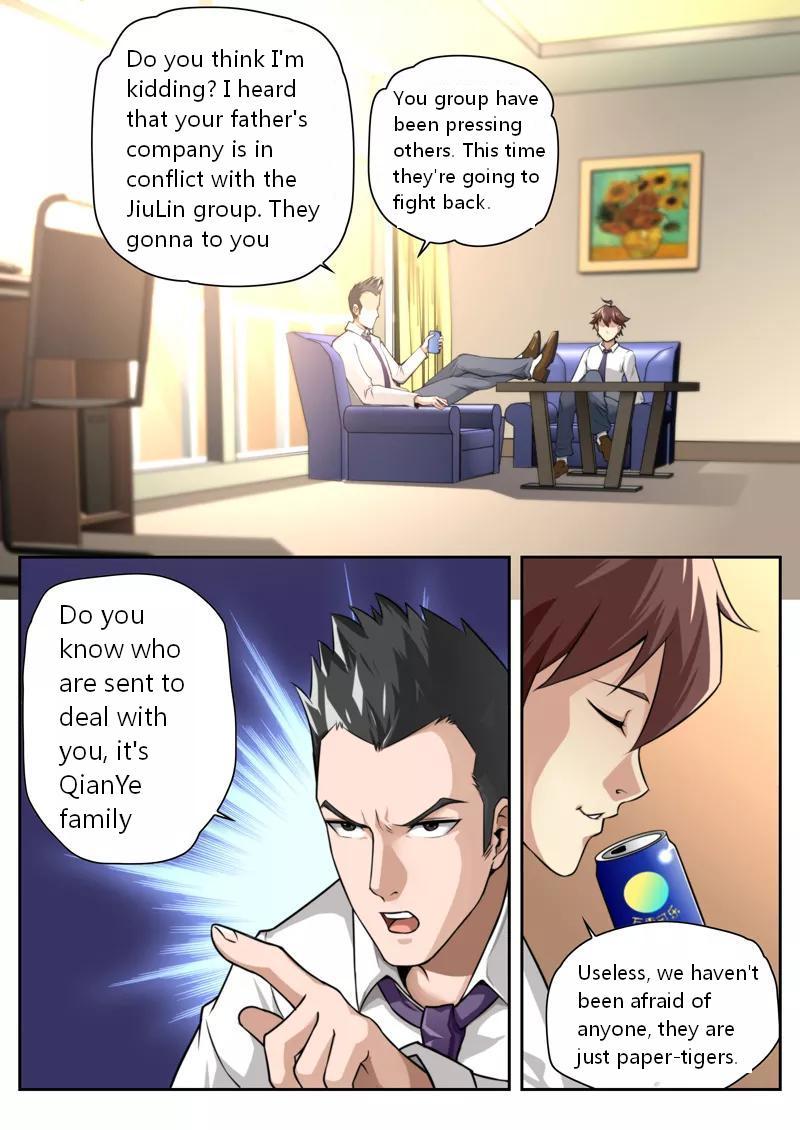 Do you think I'm
kidding? I heard
that your father's
company is in
conflict with the
JiuLin group. They
gonna to you
You group have
been pressing
others. This time
they're going to
fight back.
Do you
know who
are sent to
deal with
you, it's
QianYe
family
Useless, we haven't
been afraid of
anyone, they are
just paper-tigers.